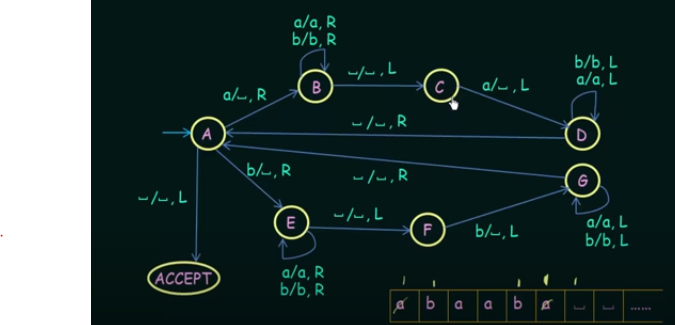 a/a, R
b/b, R
B
␣/␣, L
C
a/␣, R
a/␣, L
b/b, L
a/a, L
A
␣/␣, R
D
b/␣, R
␣/␣, R
G
␣/␣, L
␣/␣, L
E
F
b/␣, L
a/a, L
b/b, L
ACCEPT
a/a, R
b/b, R
a b a a b a ␣ ␣ ......